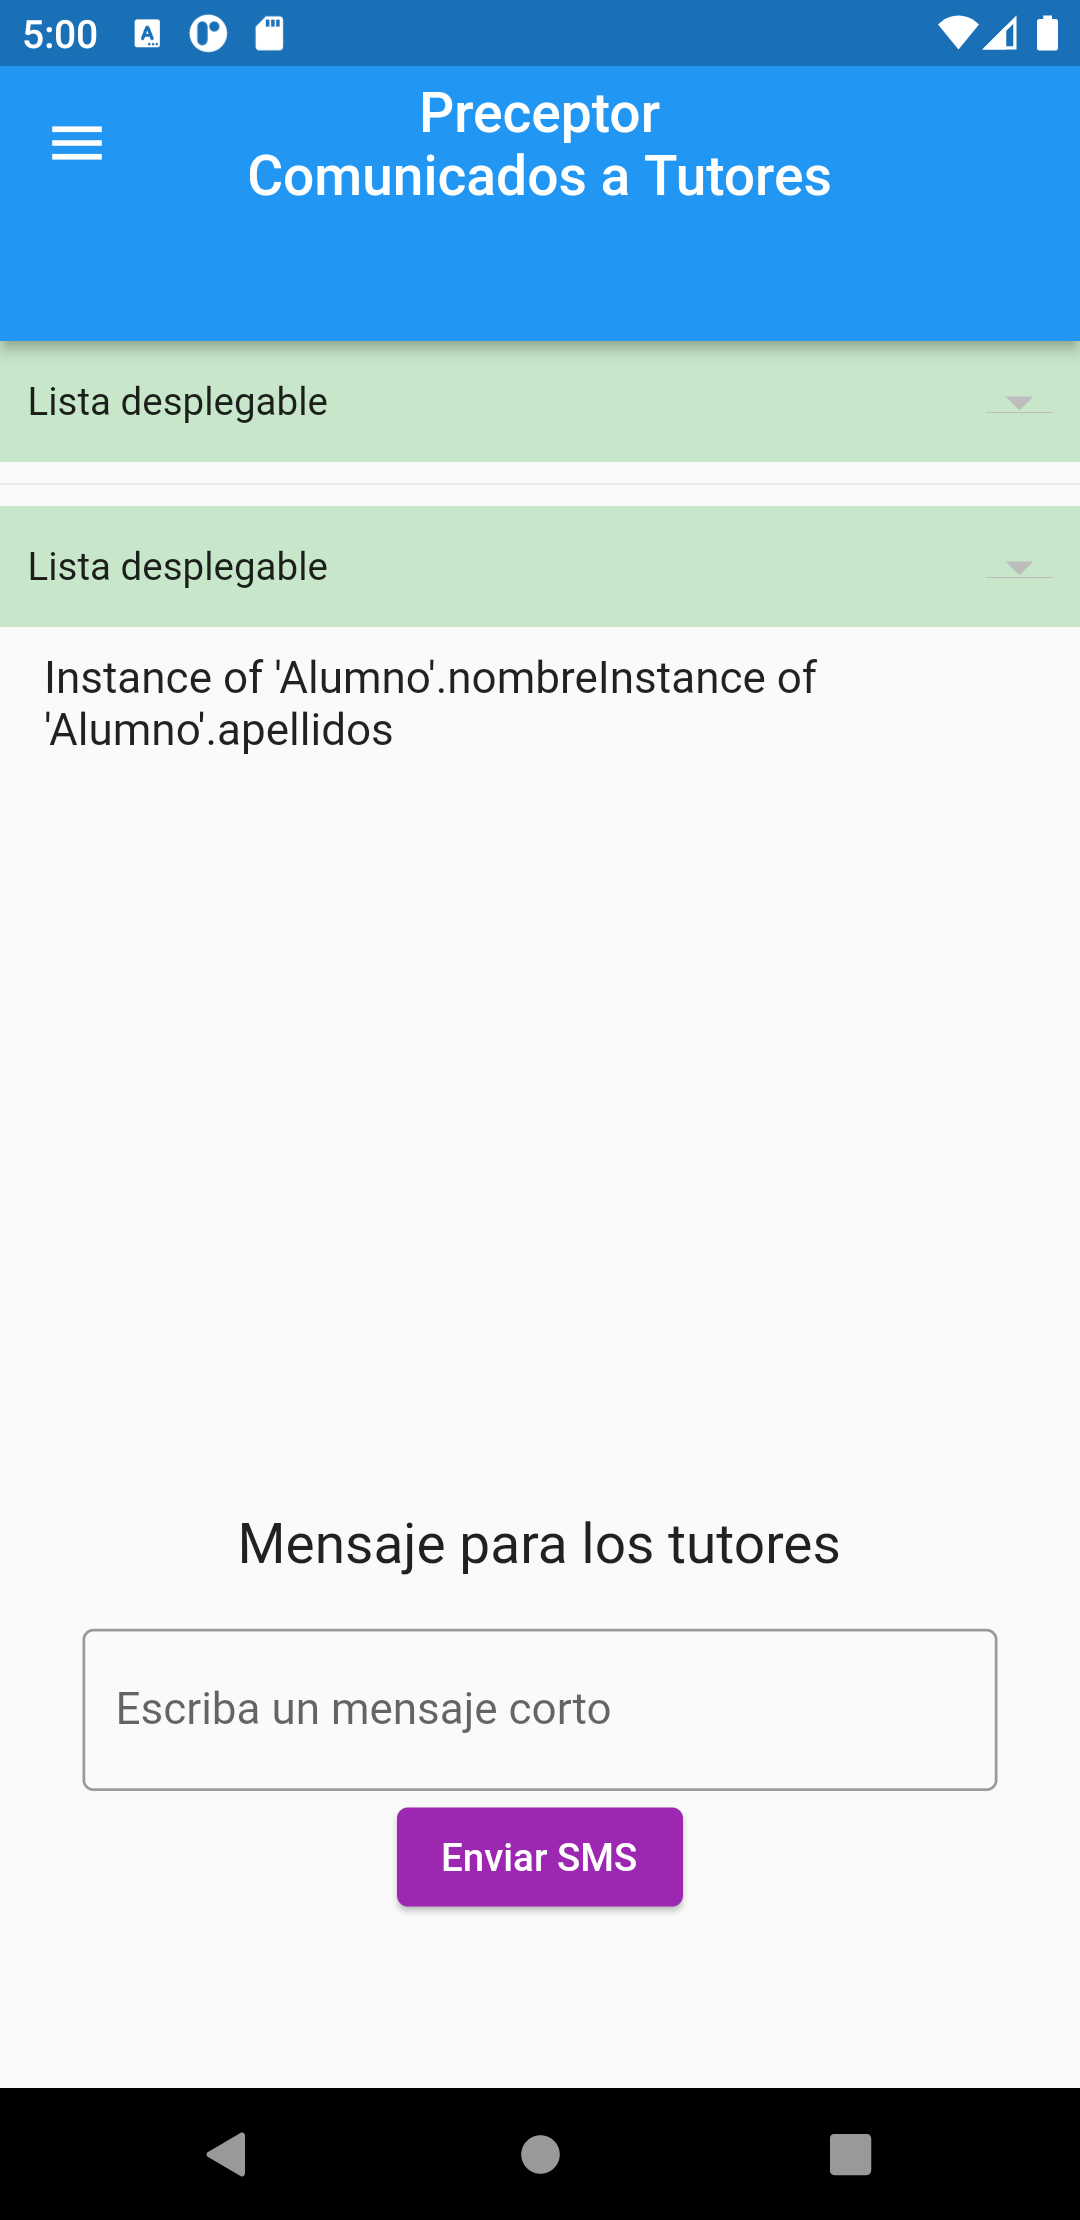 5:00
Preceptor
Comunicados a Tutores
Lista desplegable
Lista desplegable
Instance of 'Alumno'.nombreInstance of
'Alumno'.apellidos
Mensaje para los tutores
Escriba un mensaje corto
Enviar SMS